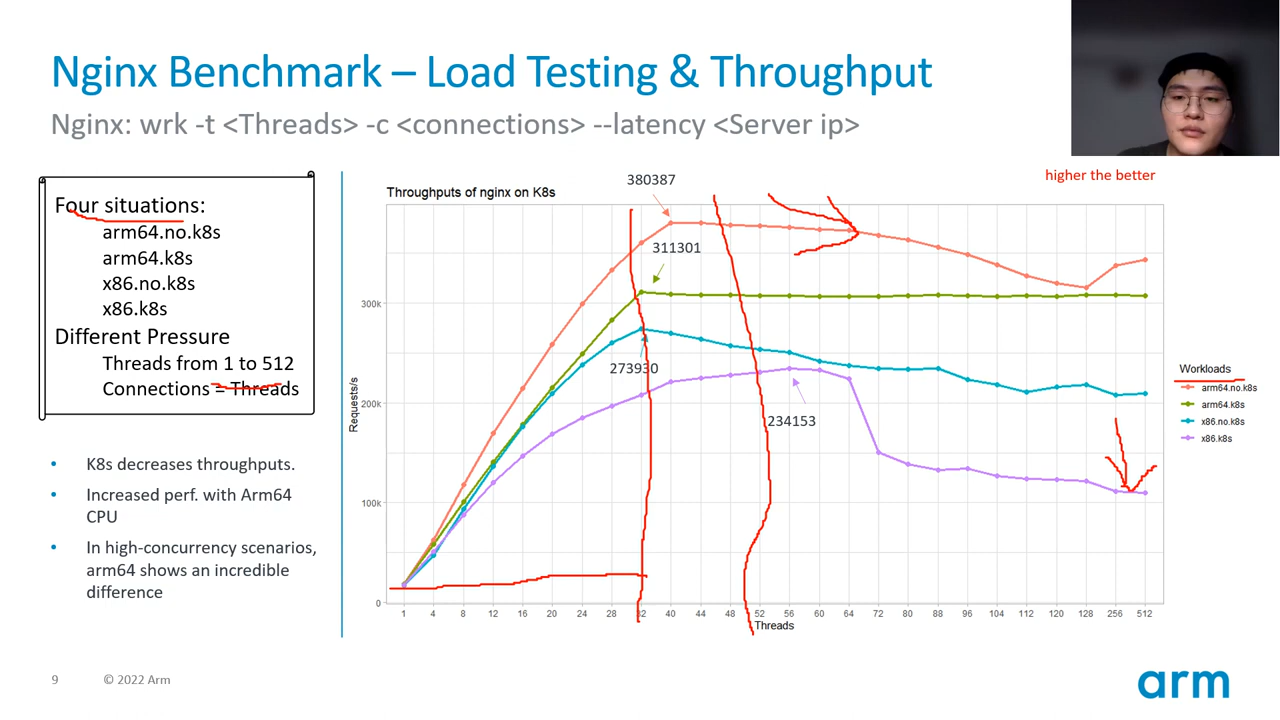 Nginx Benchmark – Load Testing & Throughput
Nginx: wrk -t <Threads> -c <connections> --latency <Server ip>
higher the better
Four situations:
arm64.no.k8s
arm64.k8s
x86.no.k8s
x86.k8s
Different Pressure
Threads from 1 to 512
Connections = Threads
K8s decreases throughputs.
Increased perf. with Arm64
CPU
In high-concurrency scenarios,
arm64 shows an incredible
difference
Throughputs of nginx on K8s
380387
311301
273930
234153
Requests/s
300k
200k
100k
0
1 4 8 12 16 20 24 28 32 36 40 44 48 52 56 60 64 72 80 88 96 104 112 120 128 256 512
Threads
Workloads
arm64.no.k8s
arm64.k8s
x86.no.k8s
x86.k8s
9 © 2022 Arm
arm